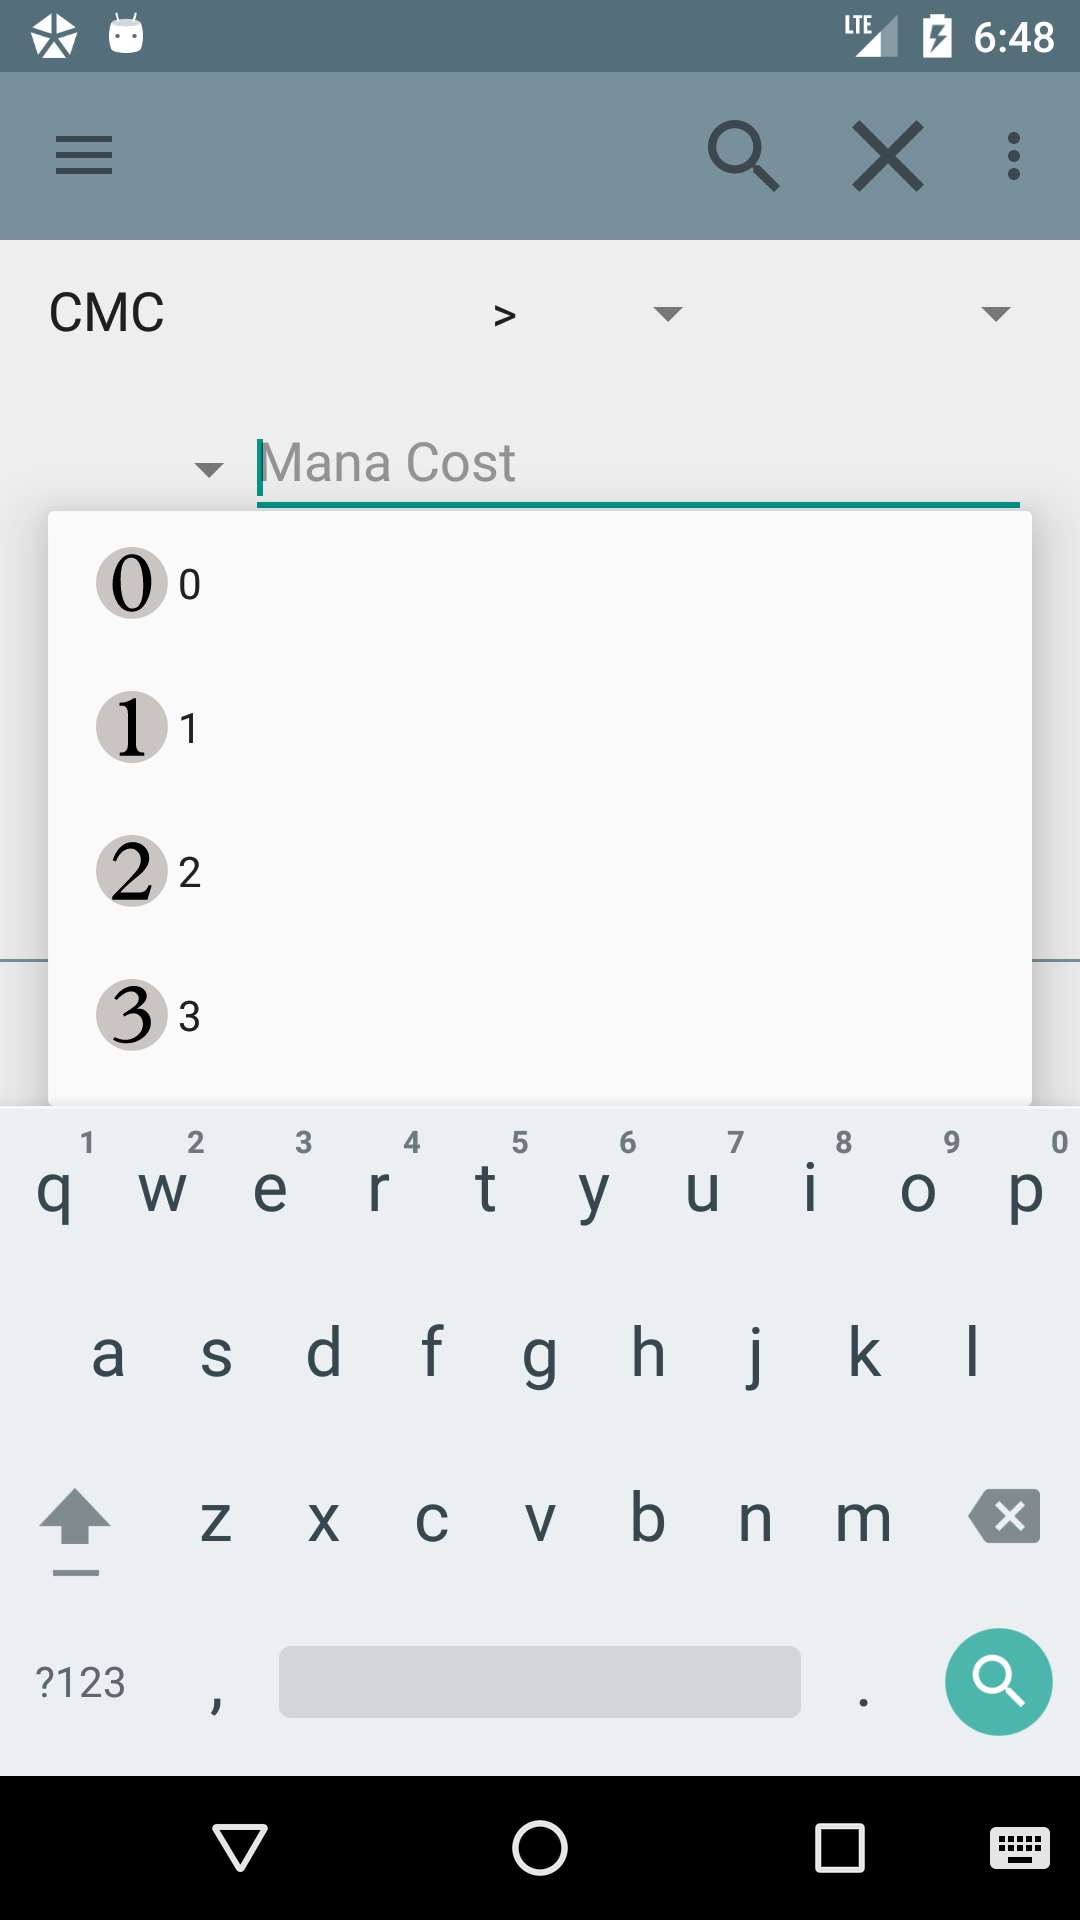 LTE 6:48
CMC >
Mana Cost
0 0
1 1
2 2
3 3
1 2 3 4 5 6 7 8 9 0
q w e r t y u i o p
a s d f g h j k l
z x c v b n m
?123 , .